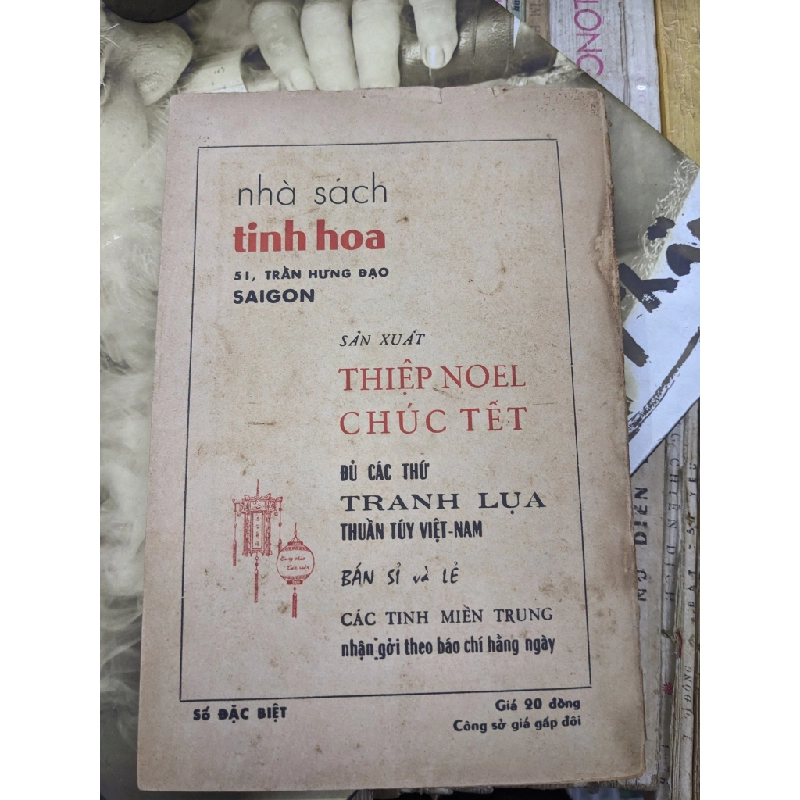 nhà sách
tinh hoa
51, TRẦN HƯNG ĐẠO
SAIGON
SẢN XUẤT
THIỆP NOEL
CHÚC TẾT
ĐỦ CÁC THỨ
TRANH LỤA
THUẦN TÚY VIỆT-NAM
BÁN SỈ và LẺ
CÁC TINH MIỀN TRUNG
nhận gởi theo báo chí hằng ngày
SỐ ĐẶC BIỆT
Giá 20 đồng
Công sở giá gấp đôi